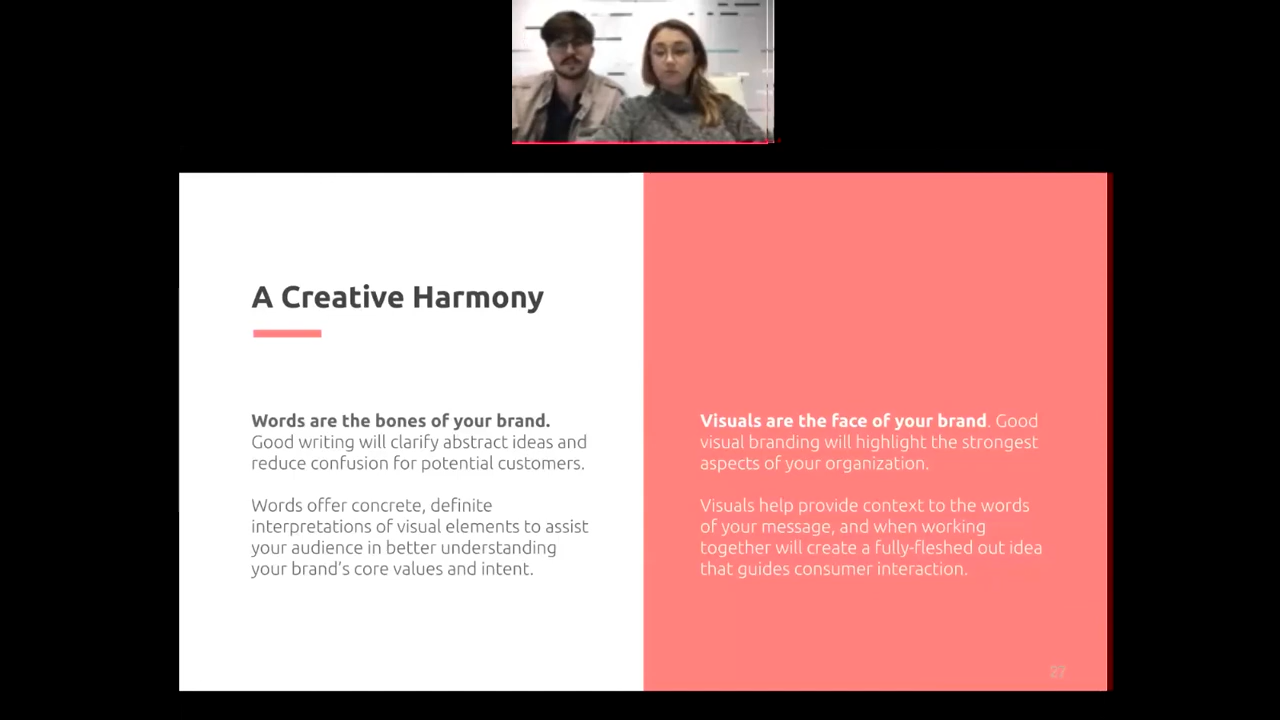 A Creative Harmony
Words are the bones of your brand.
Good writing will clarify abstract ideas and
reduce confusion for potential customers.
Words offer concrete, definite
interpretations of visual elements to assist
your audience in better understanding
your brand's core values and intent.
Visuals are the face of your brand. Good
visual branding will highlight the strongest
aspects of your organization.
Visuals help provide context to the words
of your message, and when working
together will create a fully-fleshed out idea
that guides consumer interaction.
27